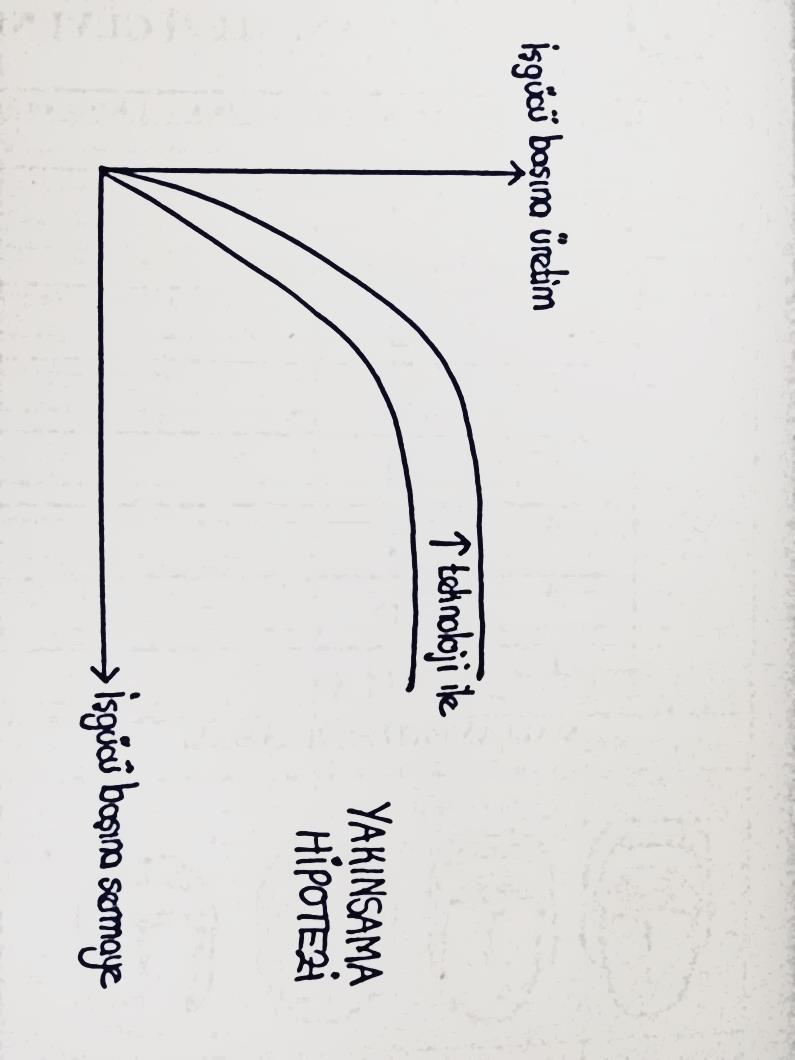 işgücü başına üretim
↑ teknoloji ile
YAKINSAMA
HİPOTEZİ
işgücü başına sermaye